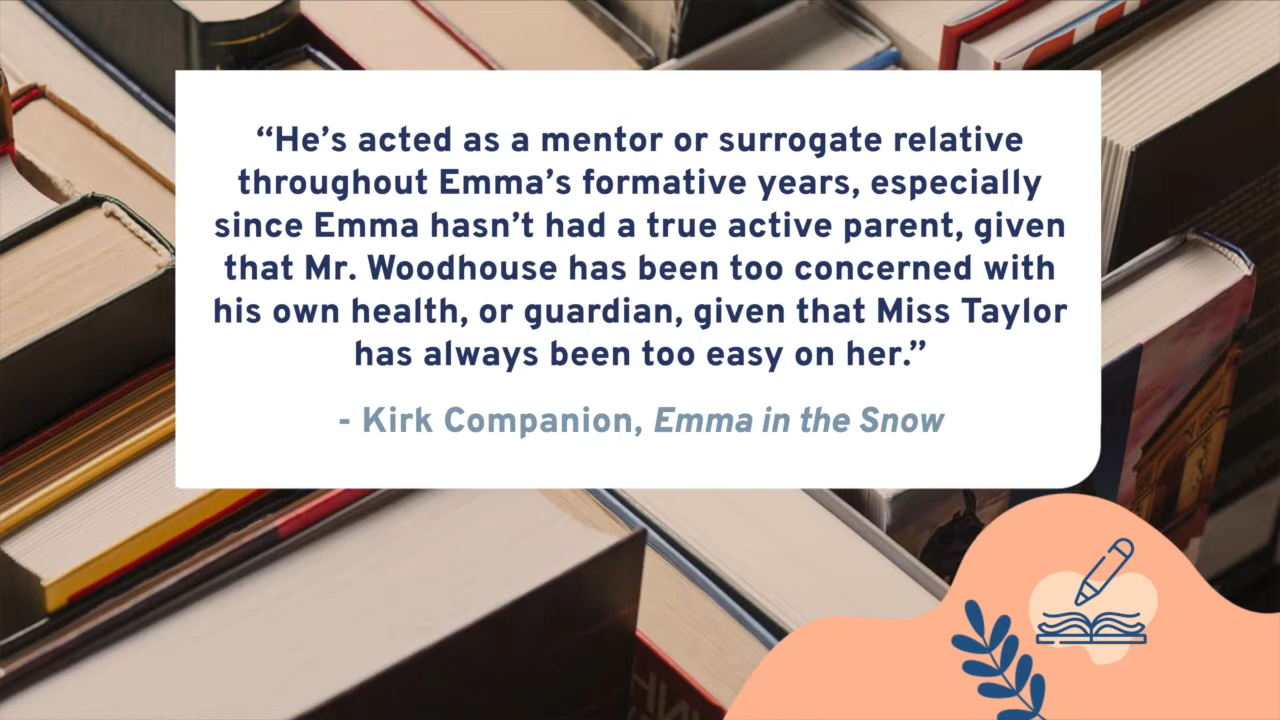 “He’s acted as a mentor or surrogate relative
throughout Emma’s formative years, especially
since Emma hasn’t had a true active parent, given
that Mr. Woodhouse has been too concerned with
his own health, or guardian, given that Miss Taylor
has always been too easy on her.”
- Kirk Companion, Emma in the Snow